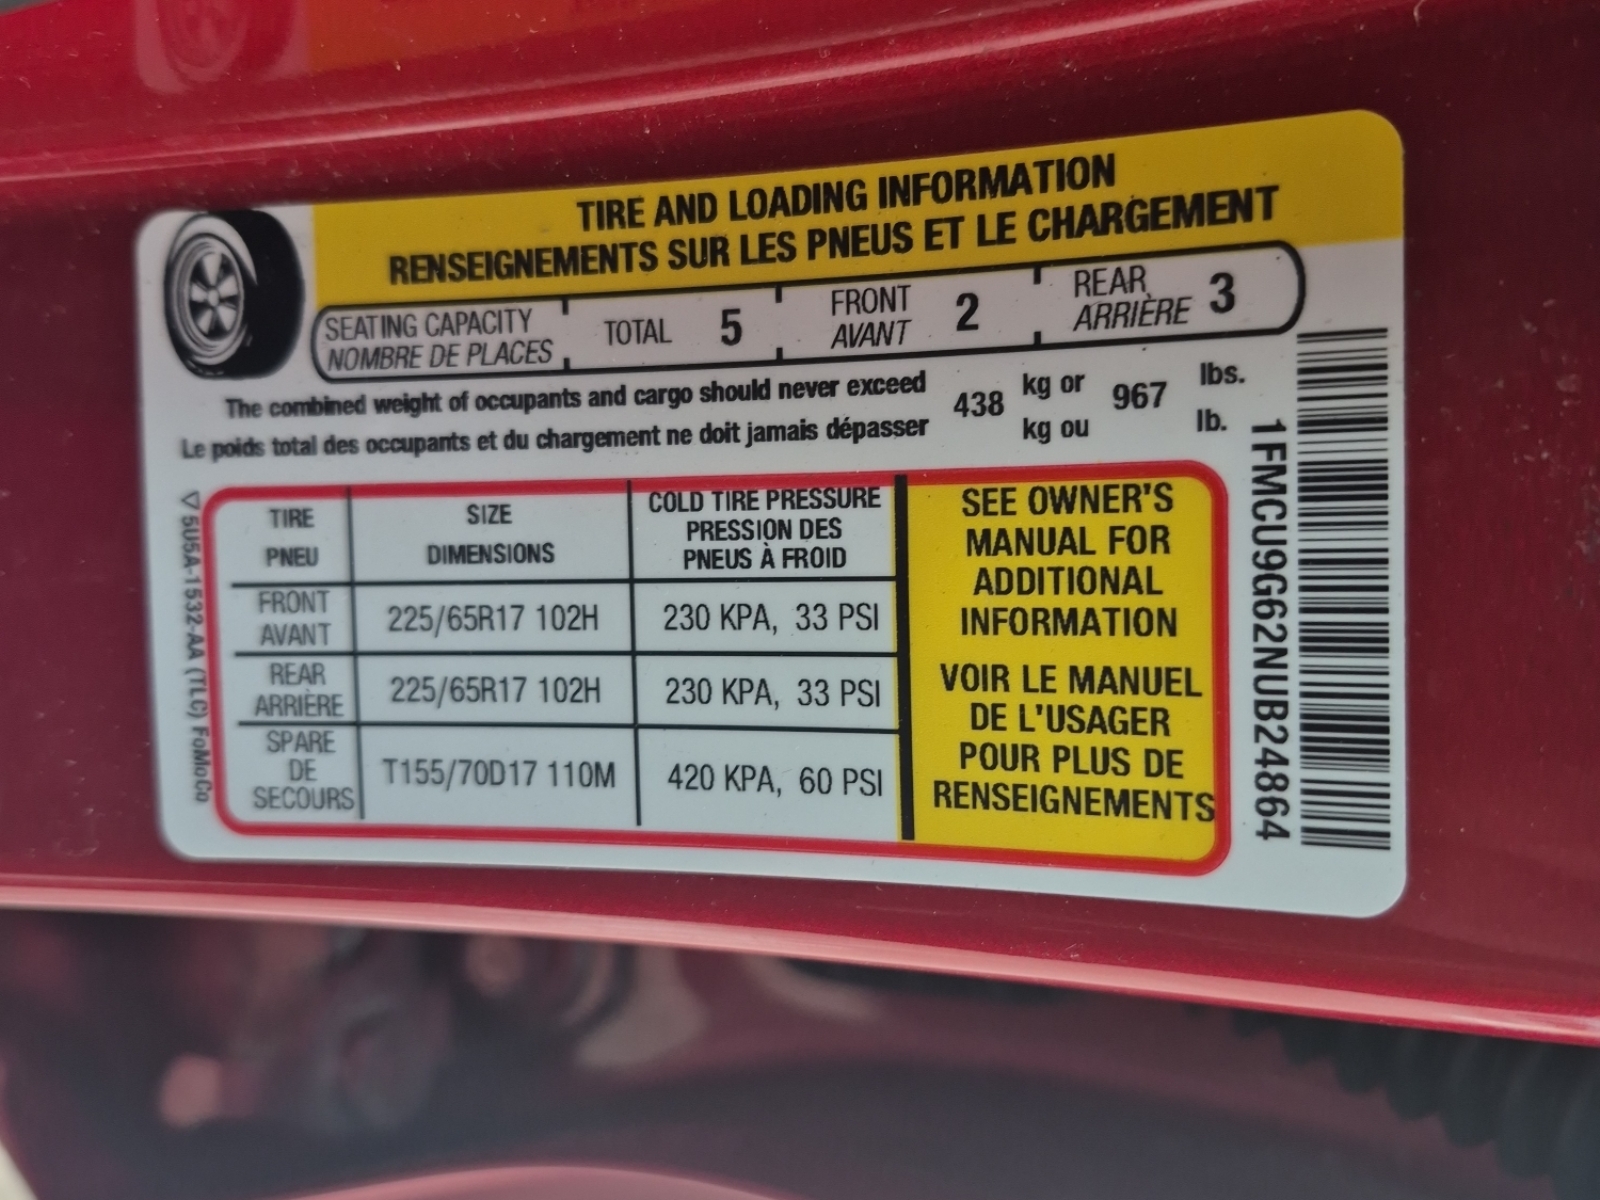 TIRE AND LOADING INFORMATION
RENSEIGNEMENTS SUR LES PNEUS ET LE CHARGEMENT
SEATING CAPACITY TOTAL 5 FRONT 2 REAR 3
NOMBRE DE PLACES AVANT ARRIÈRE
The combined weight of occupants and cargo should never exceed 438 kg or 967 lbs.
Le poids total des occupants et du chargement ne doit jamais dépasser kg ou lb.
TIRE SIZE COLD TIRE PRESSURE
PNEU DIMENSIONS PRESSION DES
PNEUS À FROID
FRONT
AVANT 225/65R17 102H 230 KPA, 33 PSI
REAR
ARRIÈRE 225/65R17 102H 230 KPA, 33 PSI
SPARE
DE
SECOURS T155/70D17 110M 420 KPA, 60 PSI
SEE OWNER'S
MANUAL FOR
ADDITIONAL
INFORMATION
VOIR LE MANUEL
DE L'USAGER
POUR PLUS DE
RENSEIGNEMENTS
5U5A-1532-AA (TLC) FoMoCo
1FMCU9G62NUB24864